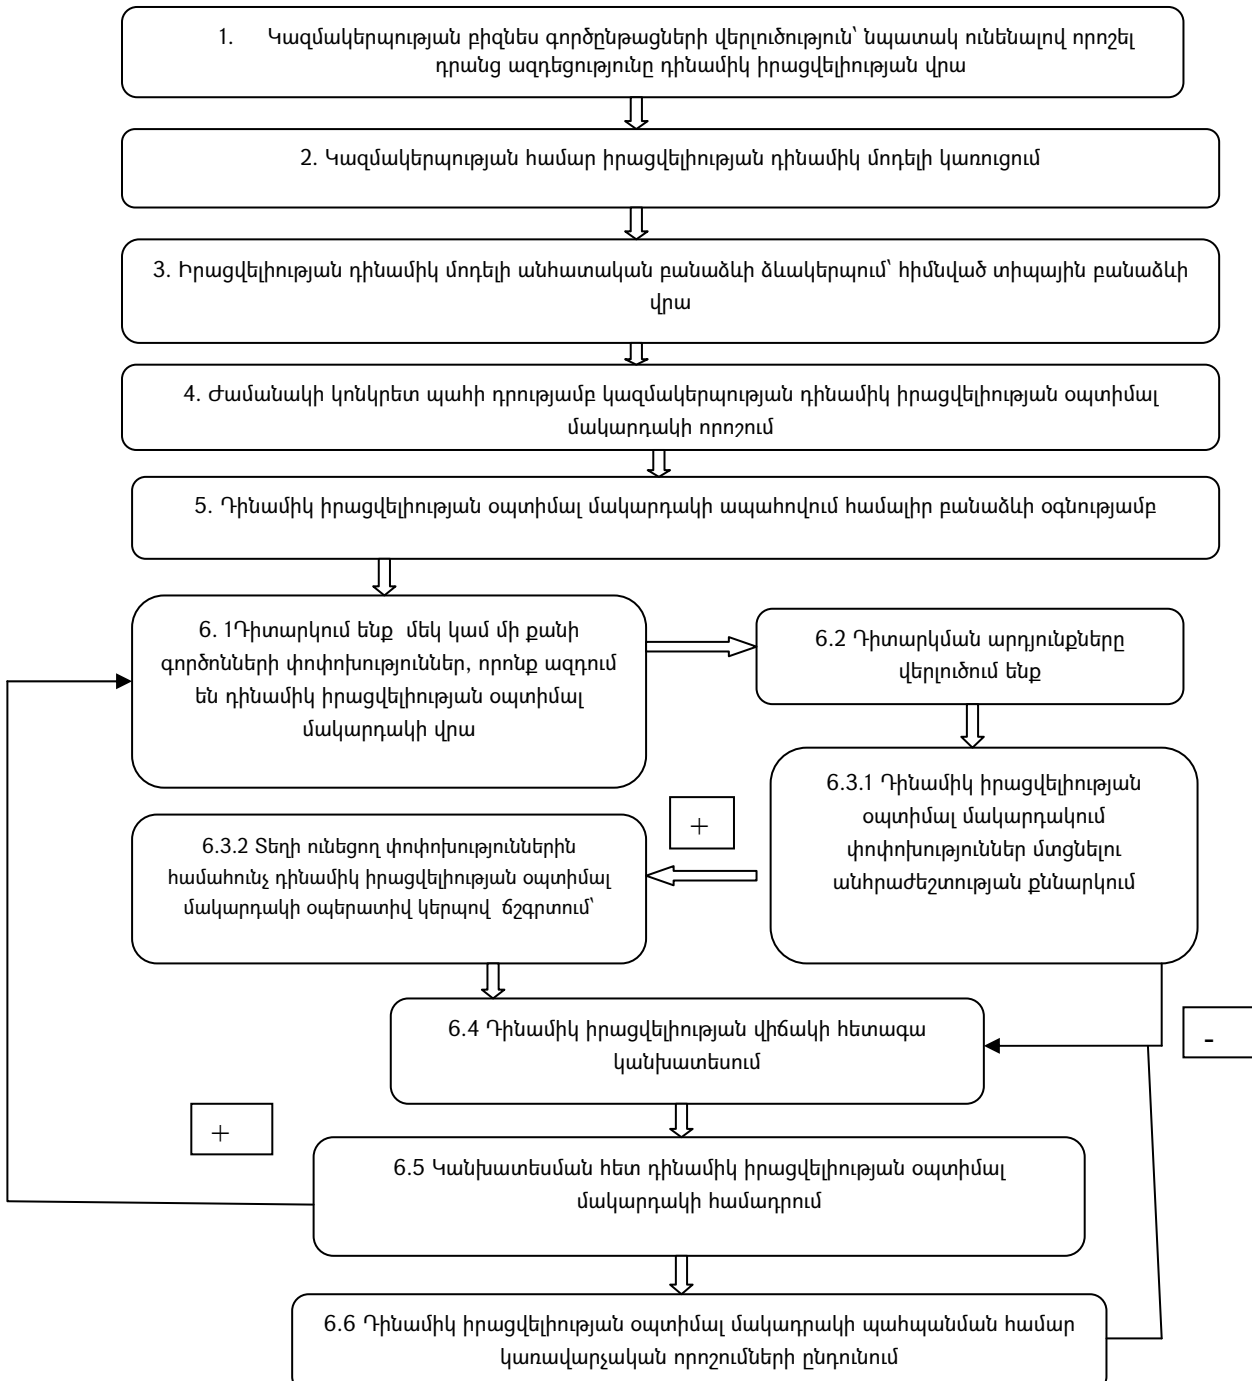 1. Կազմակերպության բիզնես գործընթացների վերլուծություն՝ նպատակ ունենալով որոշել
դրանց ազդեցությունը դինամիկ իրացվելիության վրա
2. Կազմակերպության համար իրացվելիության դինամիկ մոդելի կառուցում
3. Իրացվելիության դինամիկ մոդելի անհատական բանաձևի ձևակերպում՝ հիմնված տիպային բանաձևի
վրա
4. Ժամանակի կոնկրետ պահի դրությամբ կազմակերպության դինամիկ իրացվելիության օպտիմալ
մակարդակի որոշում
5. Դինամիկ իրացվելիության օպտիմալ մակարդակի ապահովում համալիր բանաձևի օգնությամբ
6. 1Դիտարկում ենք մեկ կամ մի քանի
գործոնների փոփոխություններ, որոնք ազդում
են դինամիկ իրացվելիության օպտիմալ
մակարդակի վրա
6.2 Դիտարկման արդյունքները
վերլուծում ենք
6.3.1 Դինամիկ իրացվելիության
օպտիմալ մակարդակում
փոփոխություններ մտցնելու
անհրաժեշտության քննարկում
+
6.3.2 Տեղի ունեցող փոփոխություններին
համահունչ դինամիկ իրացվելիության օպտիմալ
մակարդակի օպերատիվ կերպով ճշգրտում՝
6.4 Դինամիկ իրացվելիության վիճակի հետագա
կանխատեսում
-
+
6.5 Կանխատեսման հետ դինամիկ իրացվելիության օպտիմալ
մակարդակի համադրում
6.6 Դինամիկ իրացվելիության օպտիմալ մակադրակի պահպանման համար
կառավարչական որոշումների ընդունում